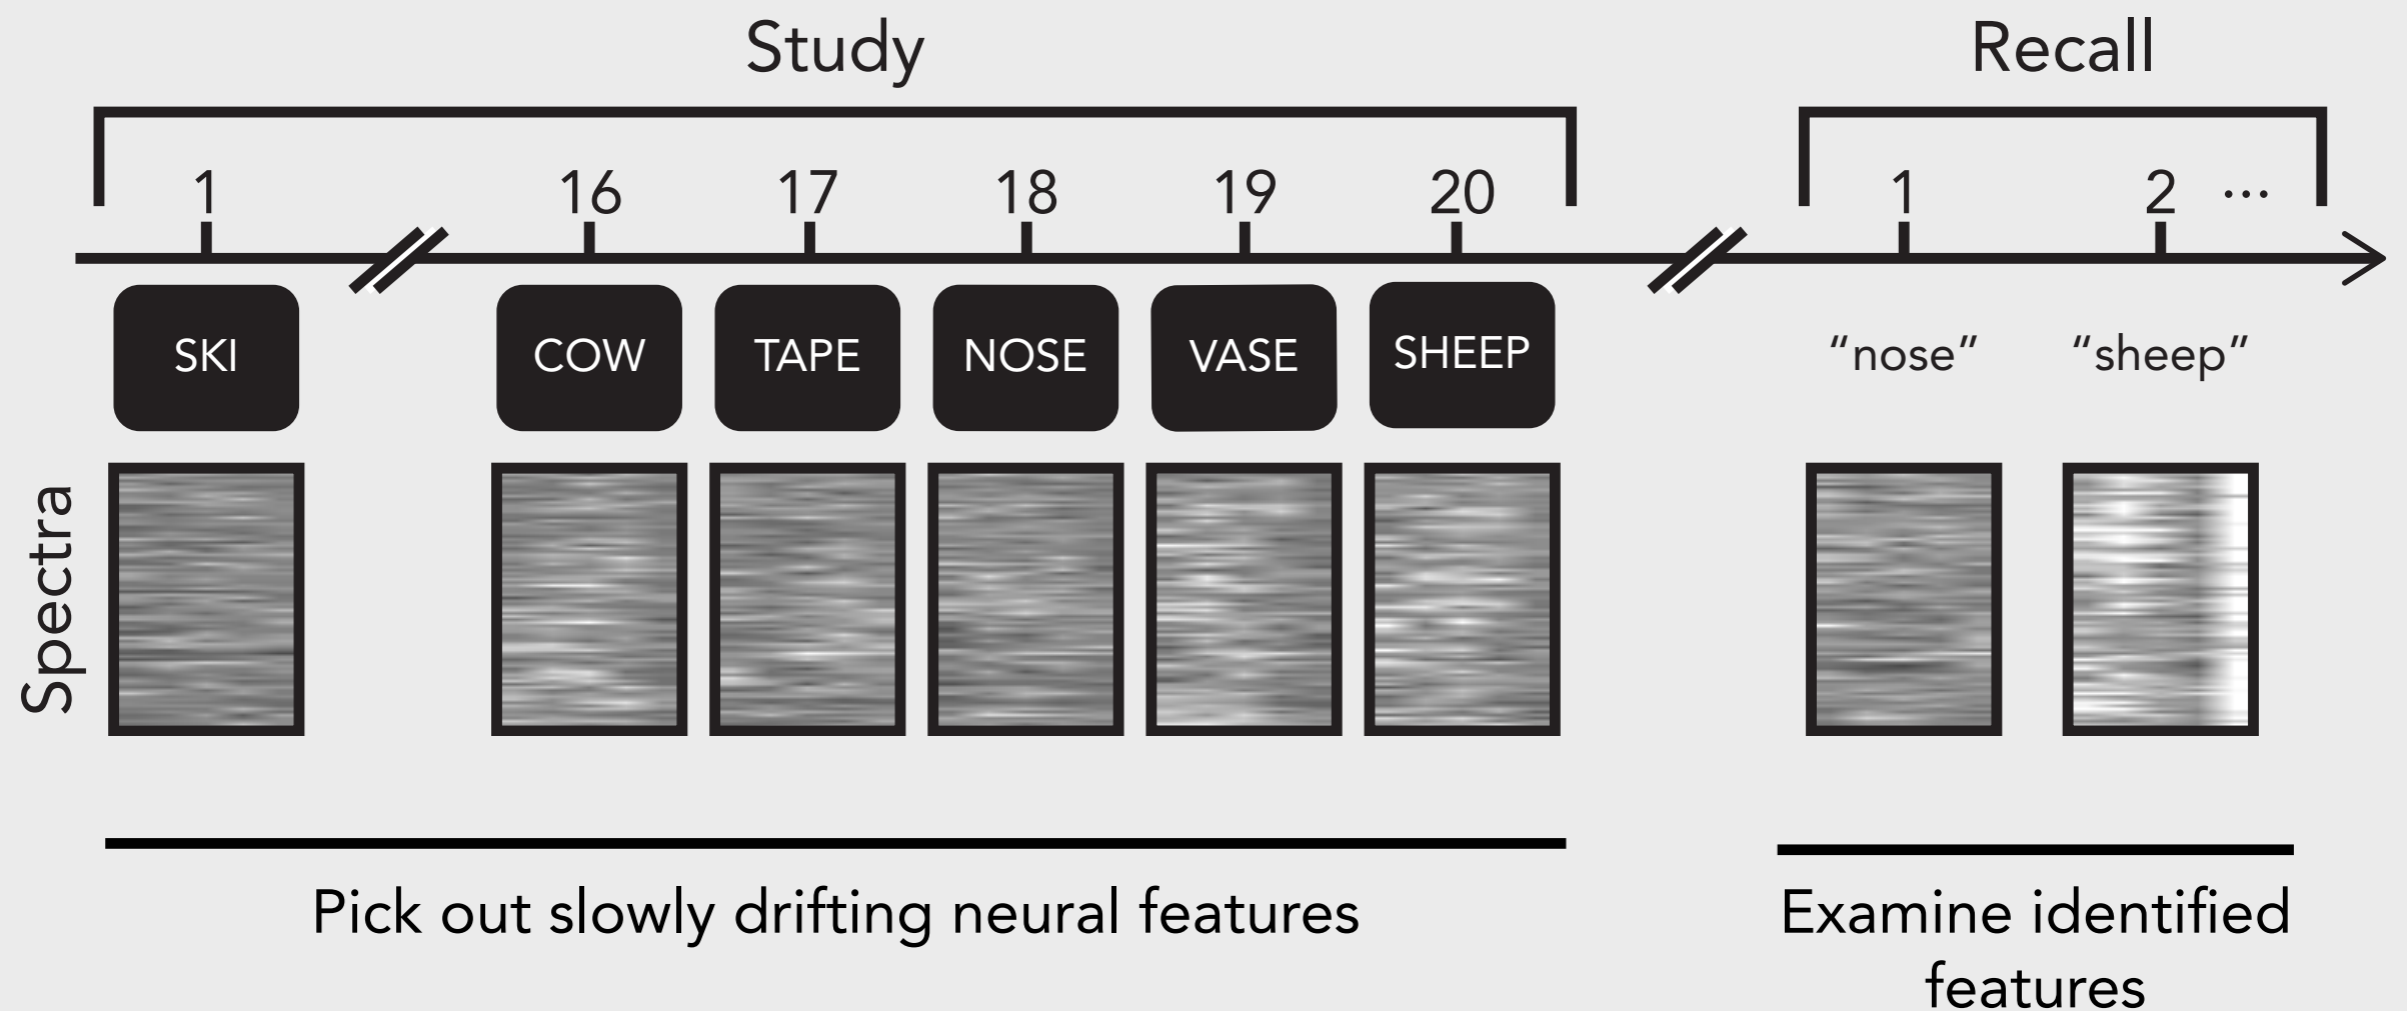 Study Recall
1 16 17 18 19 20 1 2 ...
SKI COW TAPE NOSE VASE SHEEP “nose” “sheep”
Spectra
Pick out slowly drifting neural features
Examine identified
features